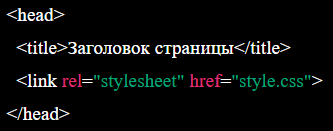 <head>
<title>Заголовок страницы</title>
<link rel="stylesheet" href="style.css">
</head>